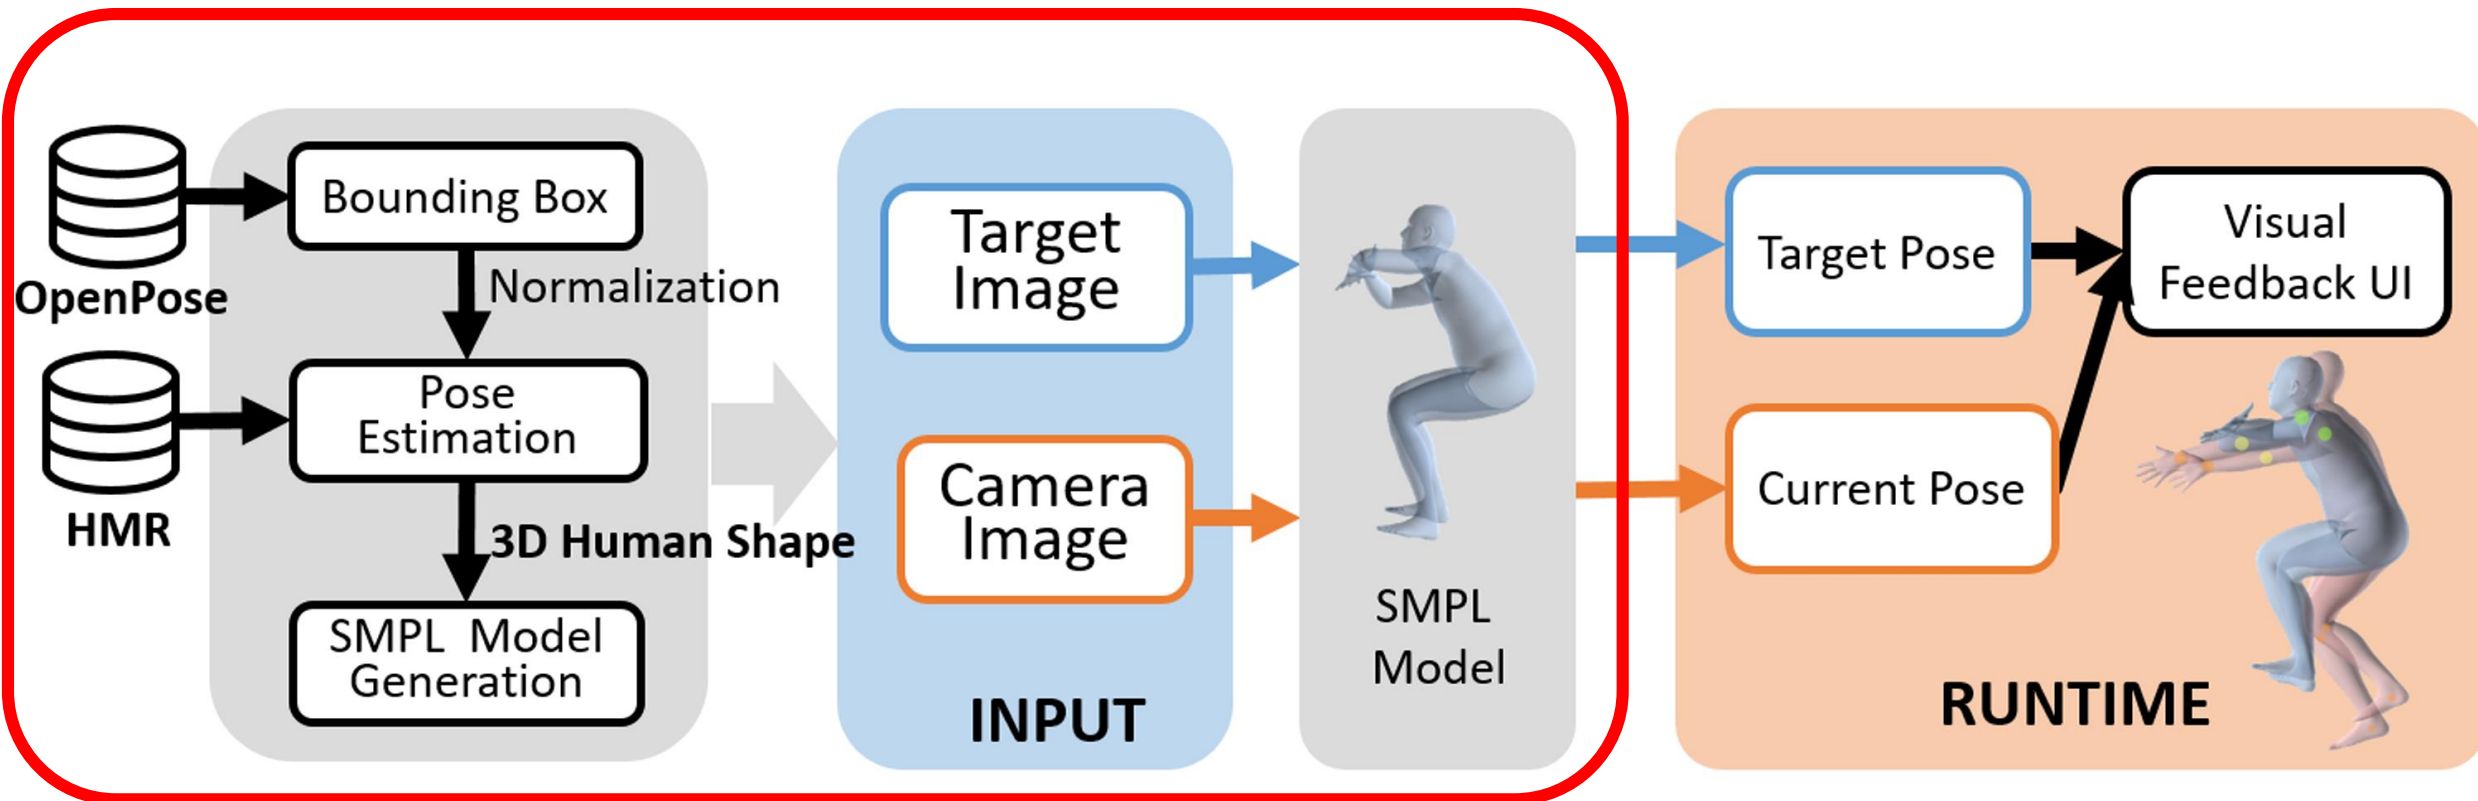 OpenPose
Bounding Box
Normalization
HMR
Pose
Estimation
3D Human Shape
SMPL Model
Generation
Target
Image
Camera
Image
INPUT
SMPL
Model
Target Pose
Current Pose
Visual
Feedback UI
RUNTIME